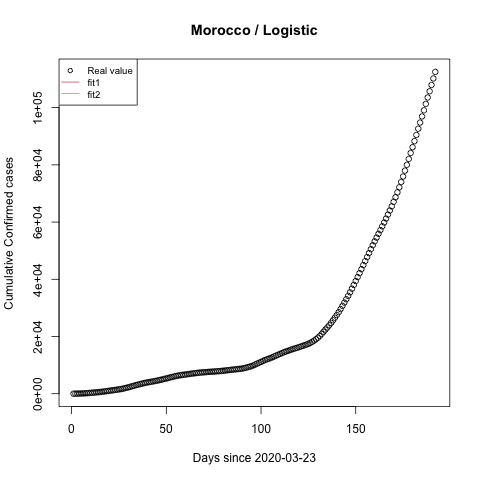 Morocco / Logistic
Real value
fit1
fit2
Cumulative Confirmed cases
1e+05
8e+04
6e+04
4e+04
2e+04
0e+00
0 50 100 150
Days since 2020-03-23